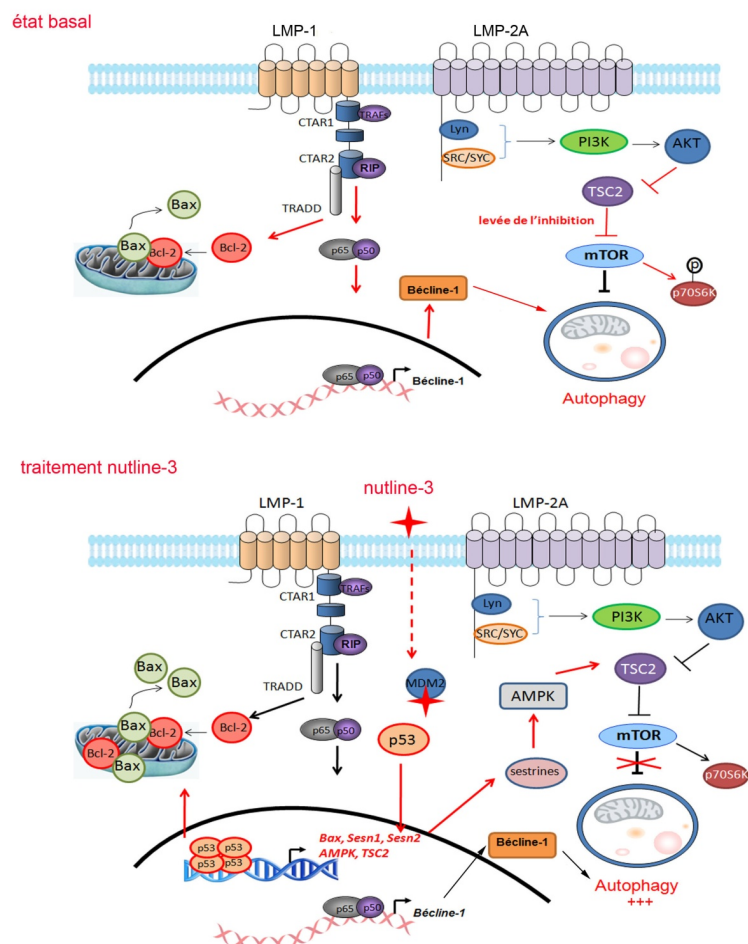 état basal
LMP-1
LMP-2A
CTAR1
TRAFs
Lyn
PI3K
AKT
CTAR2
RIP
SRC/SYC
Bax
TRADD
TSC2
levée de l'inhibition
Bax
Bcl-2
Bcl-2
p65
p50
mTOR
P
p70S6K
Bécline-1
p65
p50
Bécline-1
Autophagy
traitement nutline-3
nutline-3
LMP-1
LMP-2A
CTAR1
TRAFs
Lyn
PI3K
AKT
CTAR2
RIP
SRC/SYC
Bax
Bax
TRADD
MDM2
AMPK
TSC2
Bax
Bcl-2
Bcl-2
Bcl-2
Bax
p65
p50
p53
mTOR
sestrines
p70S6K
p53
p53
p53
p53
Bax, Sesn1, Sesn2
AMPK, TSC2
Bécline-1
p65
p50
Bécline-1
Autophagy
+++